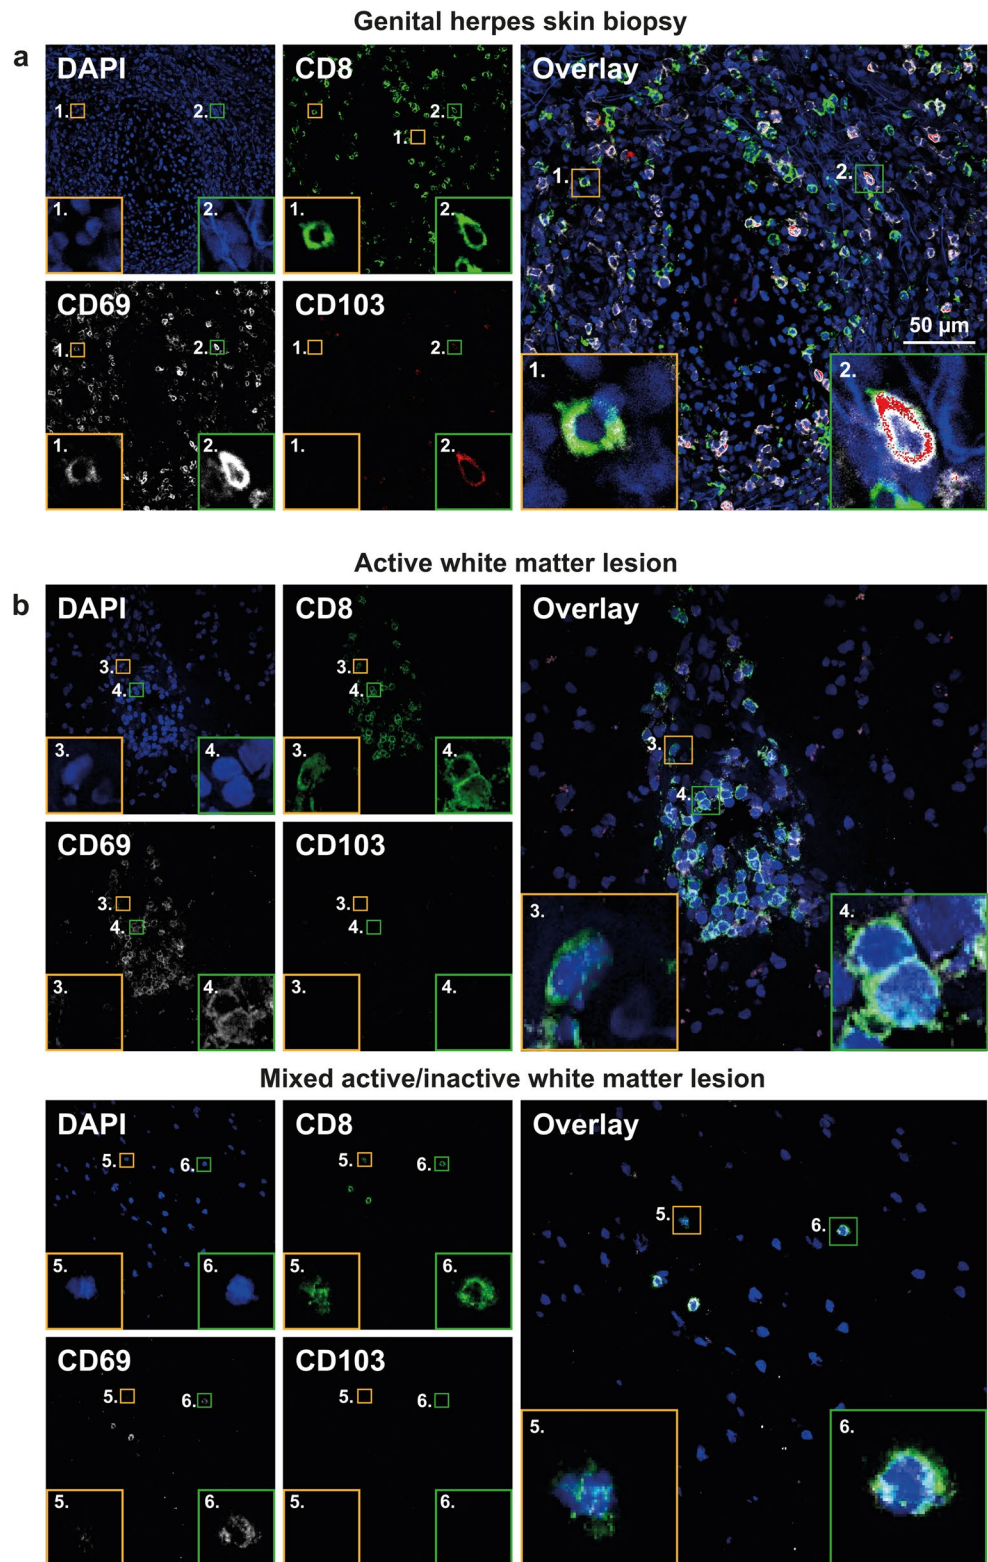 Genital herpes skin biopsy
a
DAPI
1.
2.
1.
2.
CD8
2.
1.
1.
2.
Overlay
1.
2.
50 µm
1.
2.
CD69
1.
2.
1.
2.
CD103
1.
2.
1.
2.
Active white matter lesion
b
DAPI
3.
4.
3.
4.
CD8
3.
4.
3.
4.
Overlay
3.
4.
3.
4.
CD69
3.
4.
3.
4.
CD103
3.
4.
3.
4.
Mixed active/inactive white matter lesion
DAPI
5.
6.
5.
6.
CD8
5.
6.
5.
6.
Overlay
5.
6.
5.
6.
CD69
5.
6.
5.
6.
CD103
5.
6.
5.
6.